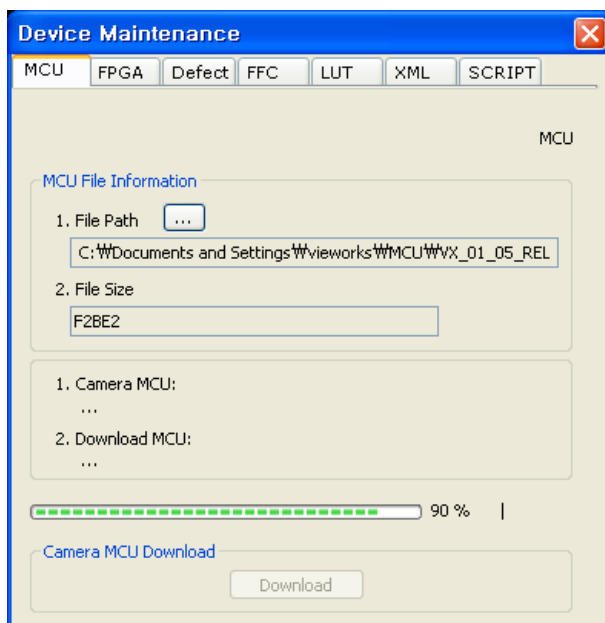 Device Maintenance
MCU FPGA Defect FFC LUT XML SCRIPT
MCU
MCU File Information
1. File Path ...
C:₩Documents and Settings₩vieworks₩MCU₩VX_01_05_REL
2. File Size
F2BE2
1. Camera MCU:
...
2. Download MCU:
...
90 % |
Camera MCU Download
Download